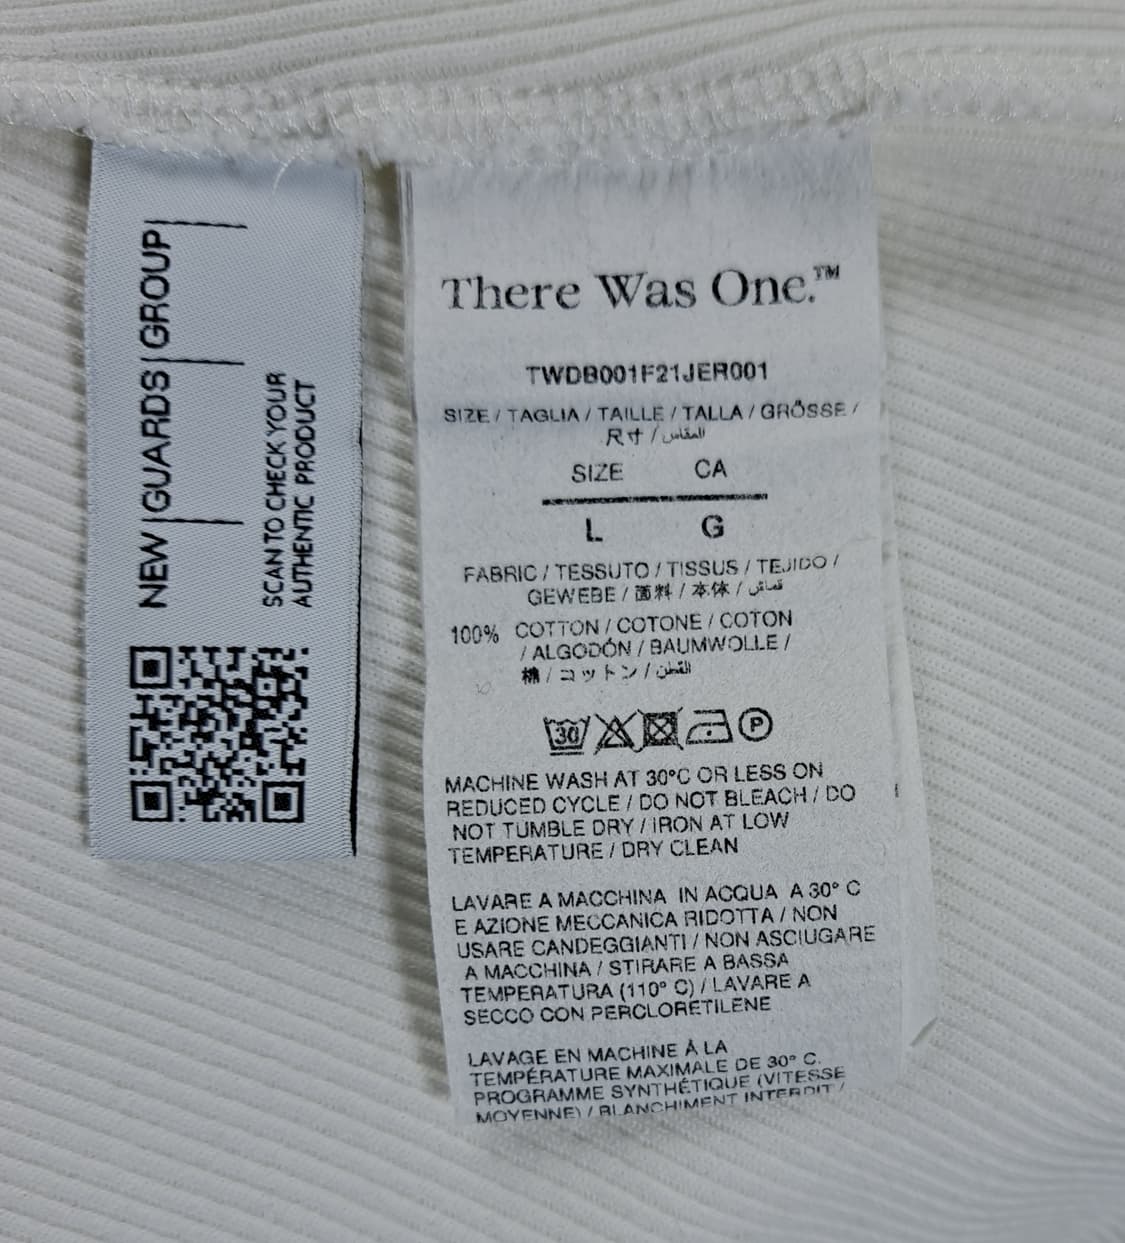 NEW |GUARDS |GROUP|
SCAN TO CHECK YOUR
AUTHENTIC PRODUCT
There Was One.™
TWDB001F21JER001
SIZE / TAGLIA / TAILLE / TALLA / GRÖSSE /
尺寸 / المقاس
SIZE CA
L G
FABRIC / TESSUTO / TISSUS / TEJIDO /
GEWEBE / 面料 / 本体 / قماش
100% COTTON / COTONE / COTON
/ ALGODÓN / BAUMWOLLE /
棉 / コットン / القطن
30 P
MACHINE WASH AT 30°C OR LESS ON
REDUCED CYCLE / DO NOT BLEACH / DO
NOT TUMBLE DRY / IRON AT LOW
TEMPERATURE / DRY CLEAN
LAVARE A MACCHINA IN ACQUA A 30° C
E AZIONE MECCANICA RIDOTTA / NON
USARE CANDEGGIANTI / NON ASCIUGARE
A MACCHINA / STIRARE A BASSA
TEMPERATURA (110° C) / LAVARE A
SECCO CON PERCLORETILENE
LAVAGE EN MACHINE À LA
TEMPÉRATURE MAXIMALE DE 30° C.
PROGRAMME SYNTHÉTIQUE (VITESSE
MOYENNE) / BLANCHIMENT INTERDIT /